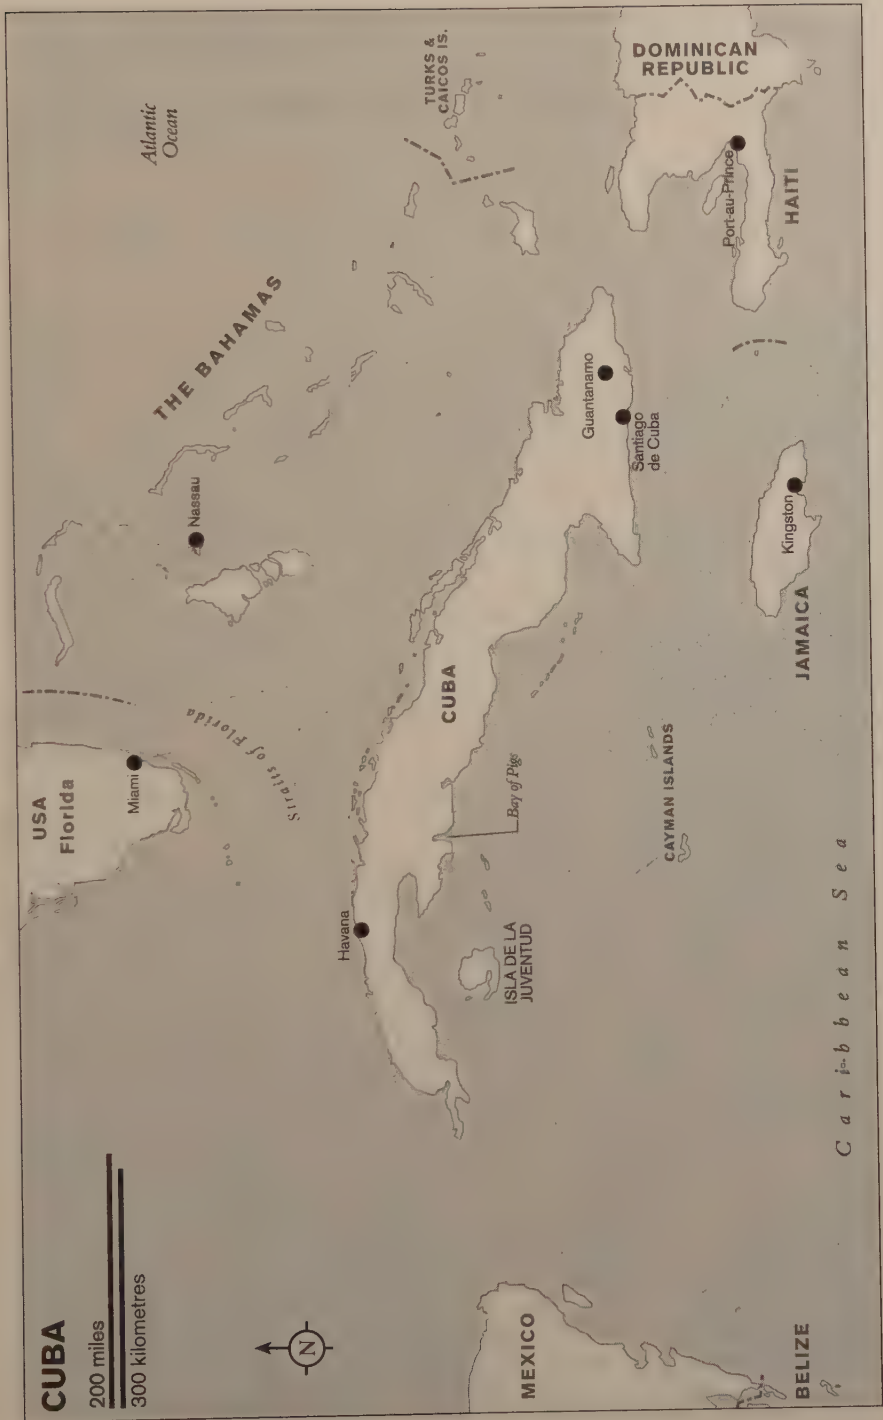 CUBA
200 miles
300 kilometres
N
USA
Florida
Miami
Straits of Florida
Atlantic
Ocean
THE BAHAMAS
Nassau
TURKS &
CAICOS IS.
Havana
CUBA
Bay of Pigs
ISLA DE LA
JUVENTUD
Guantanamo
Santiago
de Cuba
DOMINICAN
REPUBLIC
Port-au-Prince
HAITI
CAYMAN ISLANDS
Kingston
JAMAICA
MEXICO
BELIZE
Caribbean Sea